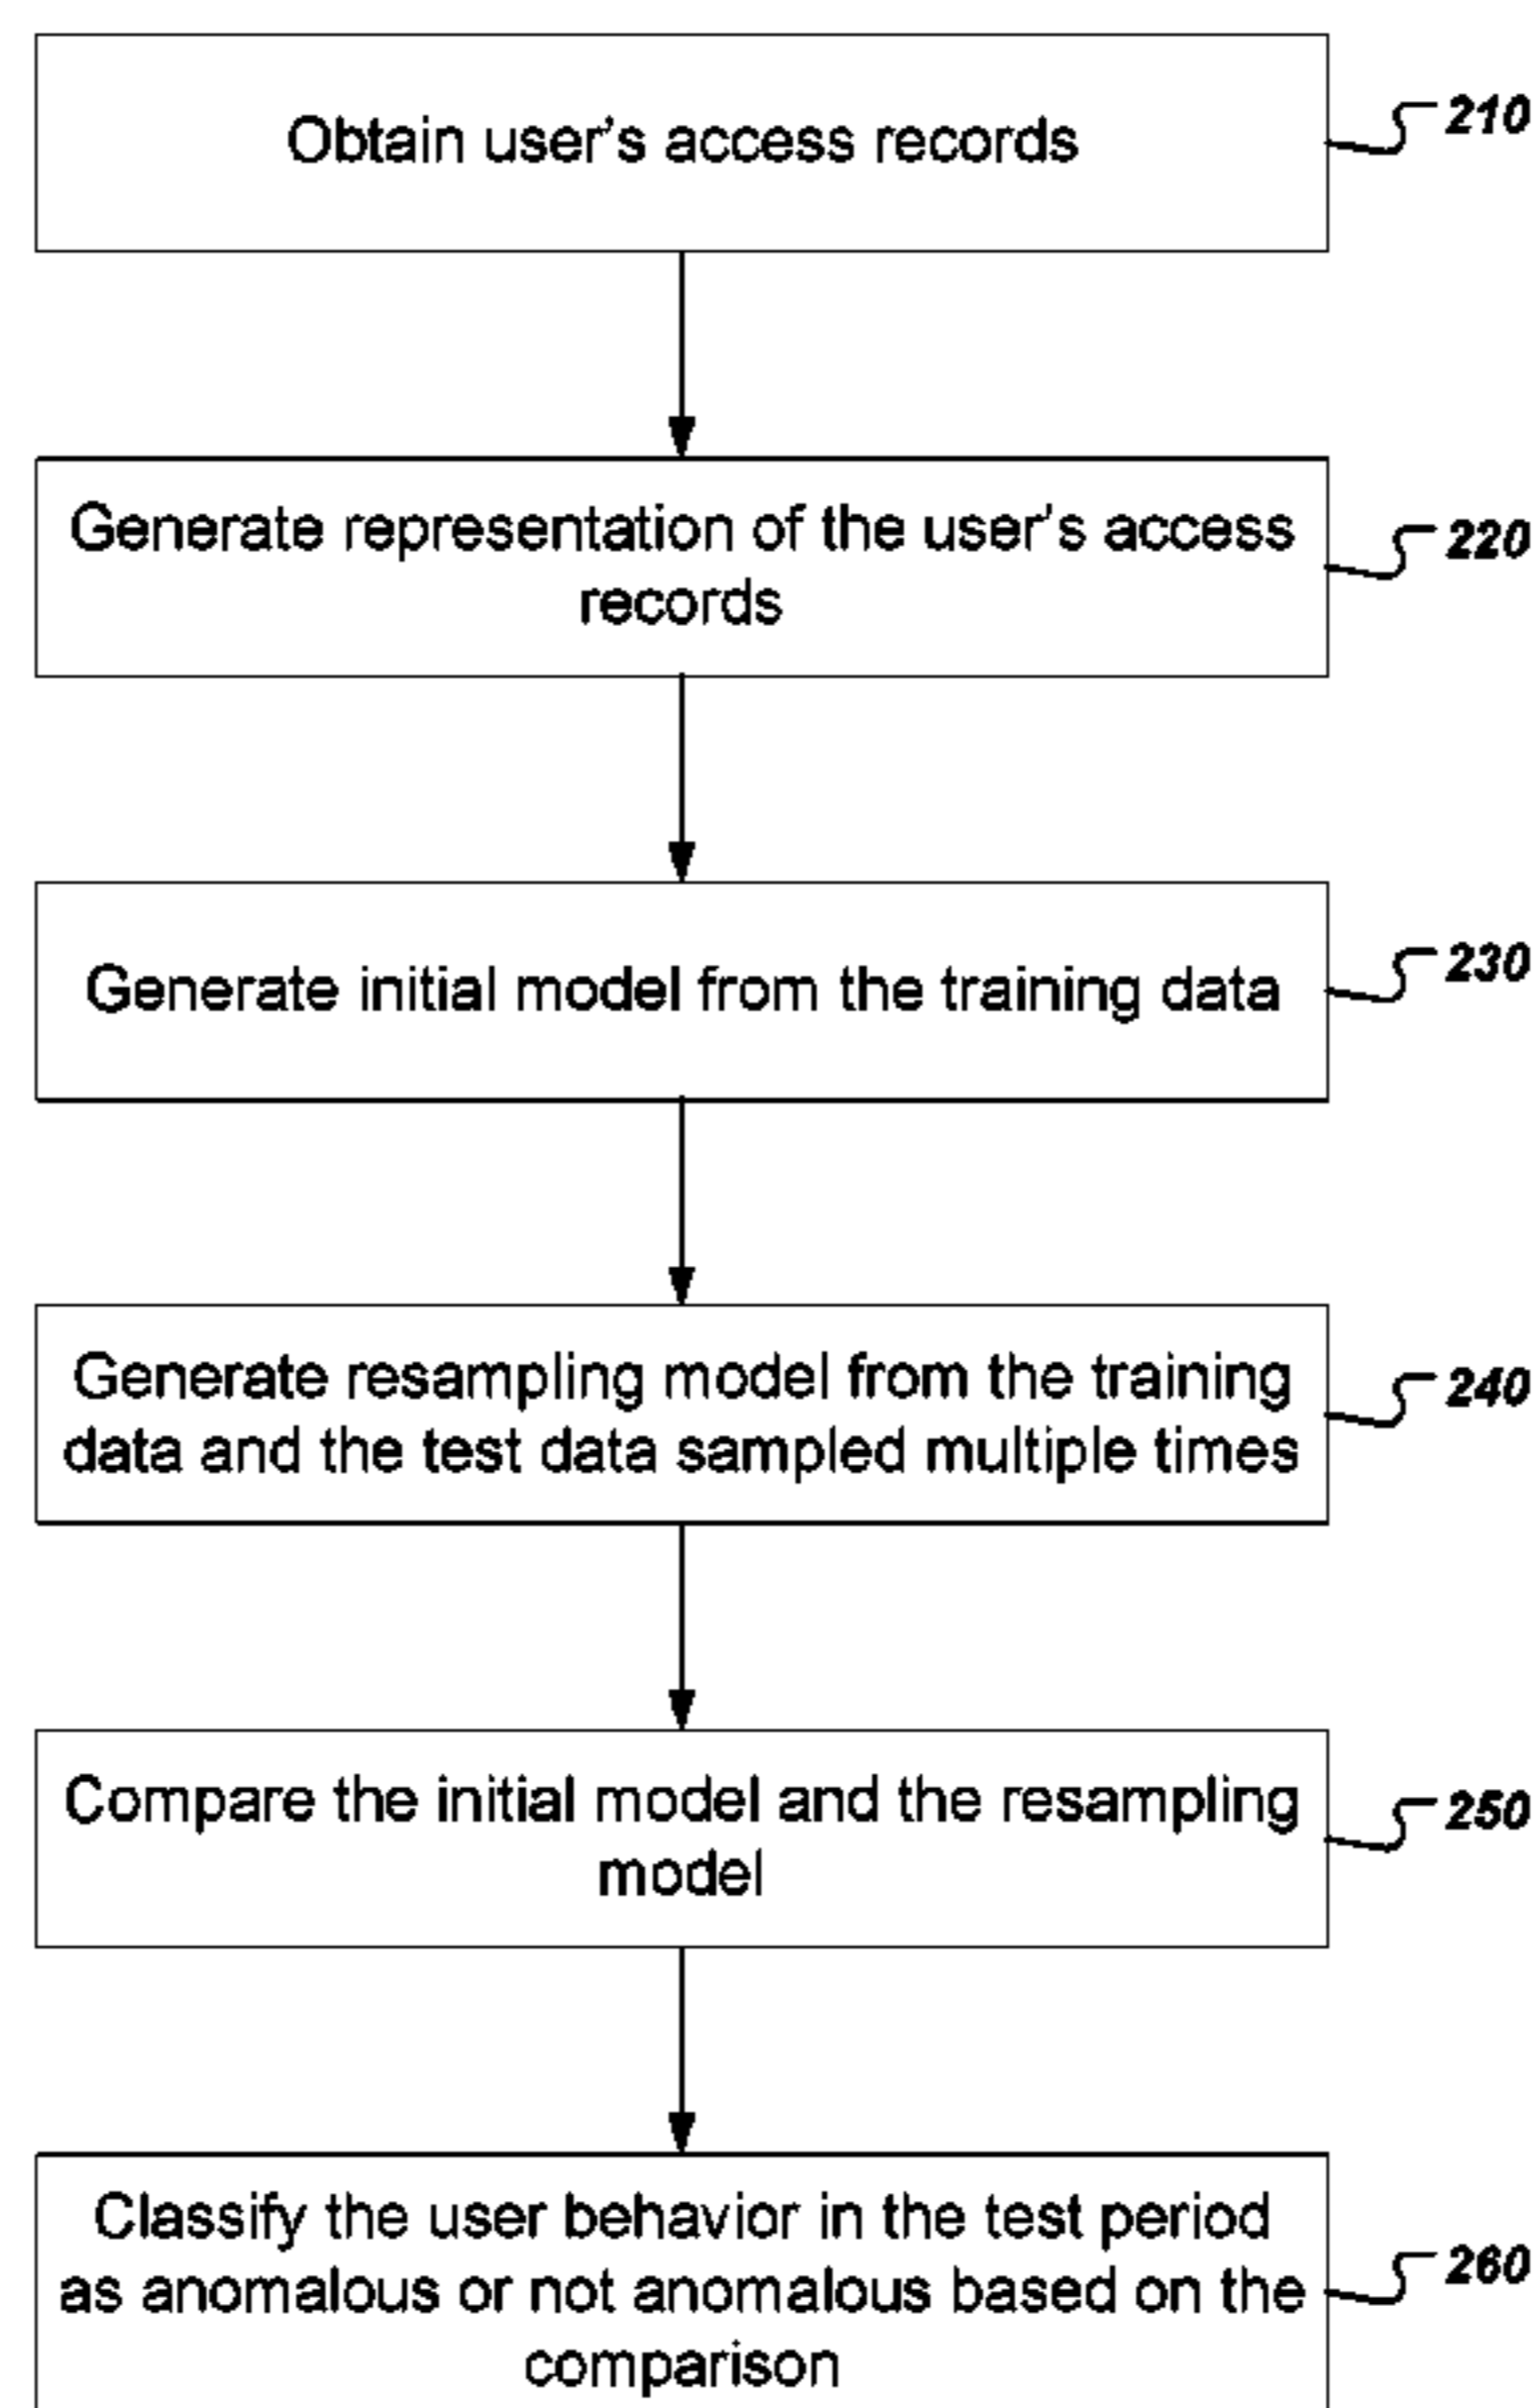 Obtain user's access records
210
Generate representation of the user's access
records
220
Generate initial model from the training data
230
Generate resampling model from the training
data and the test data sampled multiple times
240
Compare the initial model and the resampling
model
250
Classify the user behavior in the test period
as anomalous or not anomalous based on the
comparison
260